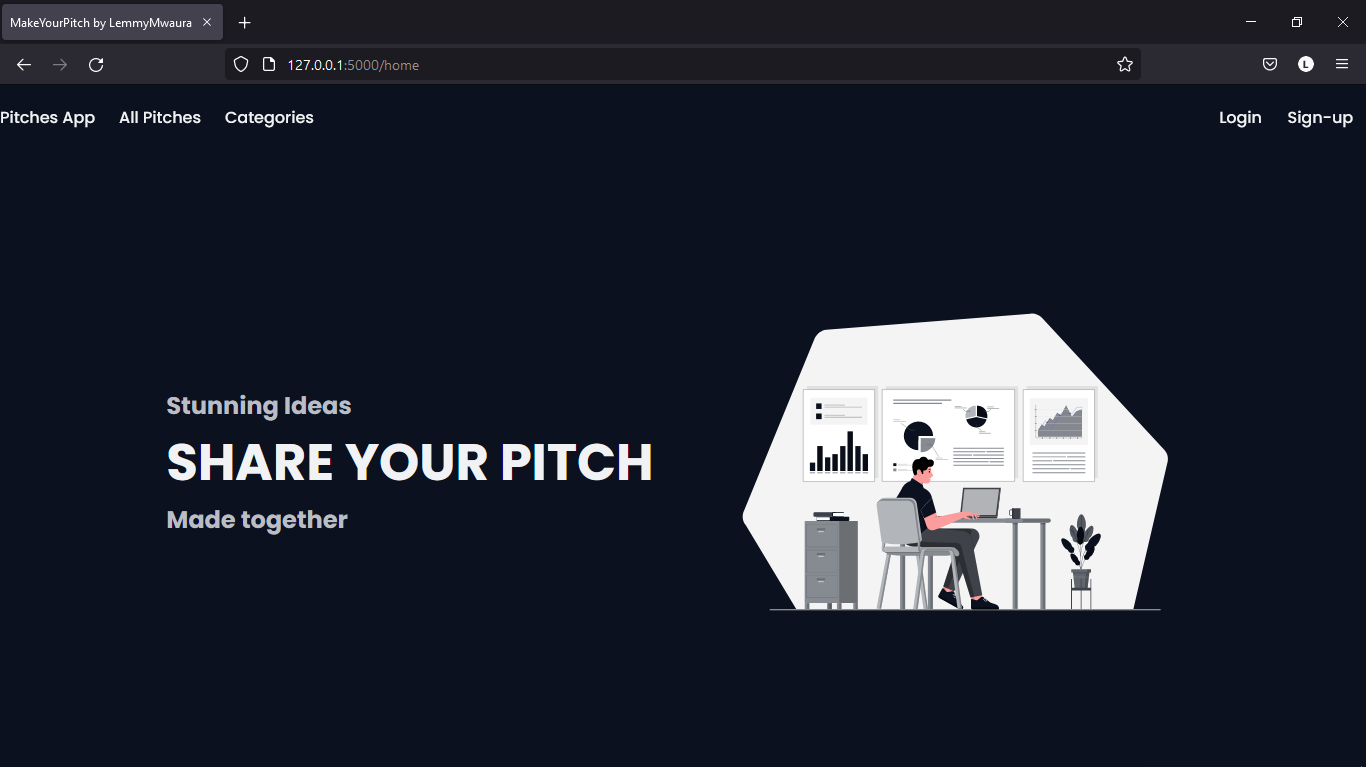 MakeYourPitch by LemmyMwaura
127.0.0.1:5000/home
L
Pitches App All Pitches Categories Login Sign-up
Stunning Ideas
SHARE YOUR PITCH
Made together